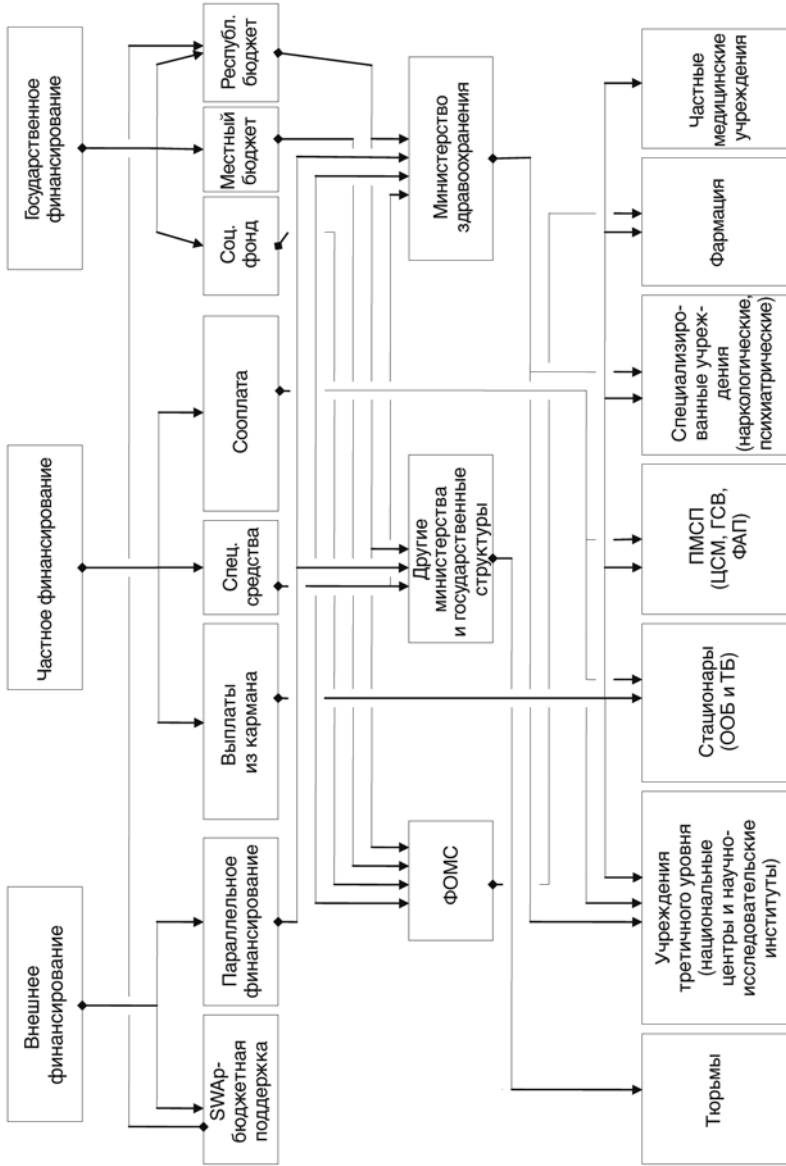 Внешнее
финансирование
Частное финансирование
Государственное
финансирование
SWAp-
бюджетная
поддержка
Параллельное
финансирование
Выплаты
из кармана
Спец.
средства
Сооплата
Соц.
фонд
Местный
бюджет
Республ.
бюджет
ФОМС
Другие
министерства
и государственные
структуры
Министерство
здравоохранения
Тюрьмы
Учреждения
третичного уровня
(национальные
центры и научно-
исследовательские
институты)
Стационары
(ООБ и ТБ)
ПМСП
(ЦСМ, ГСВ,
ФАП)
Специализиро-
ванные учреж-
дения
(наркологические,
психиатрические)
Фармация
Частные
медицинские
учреждения